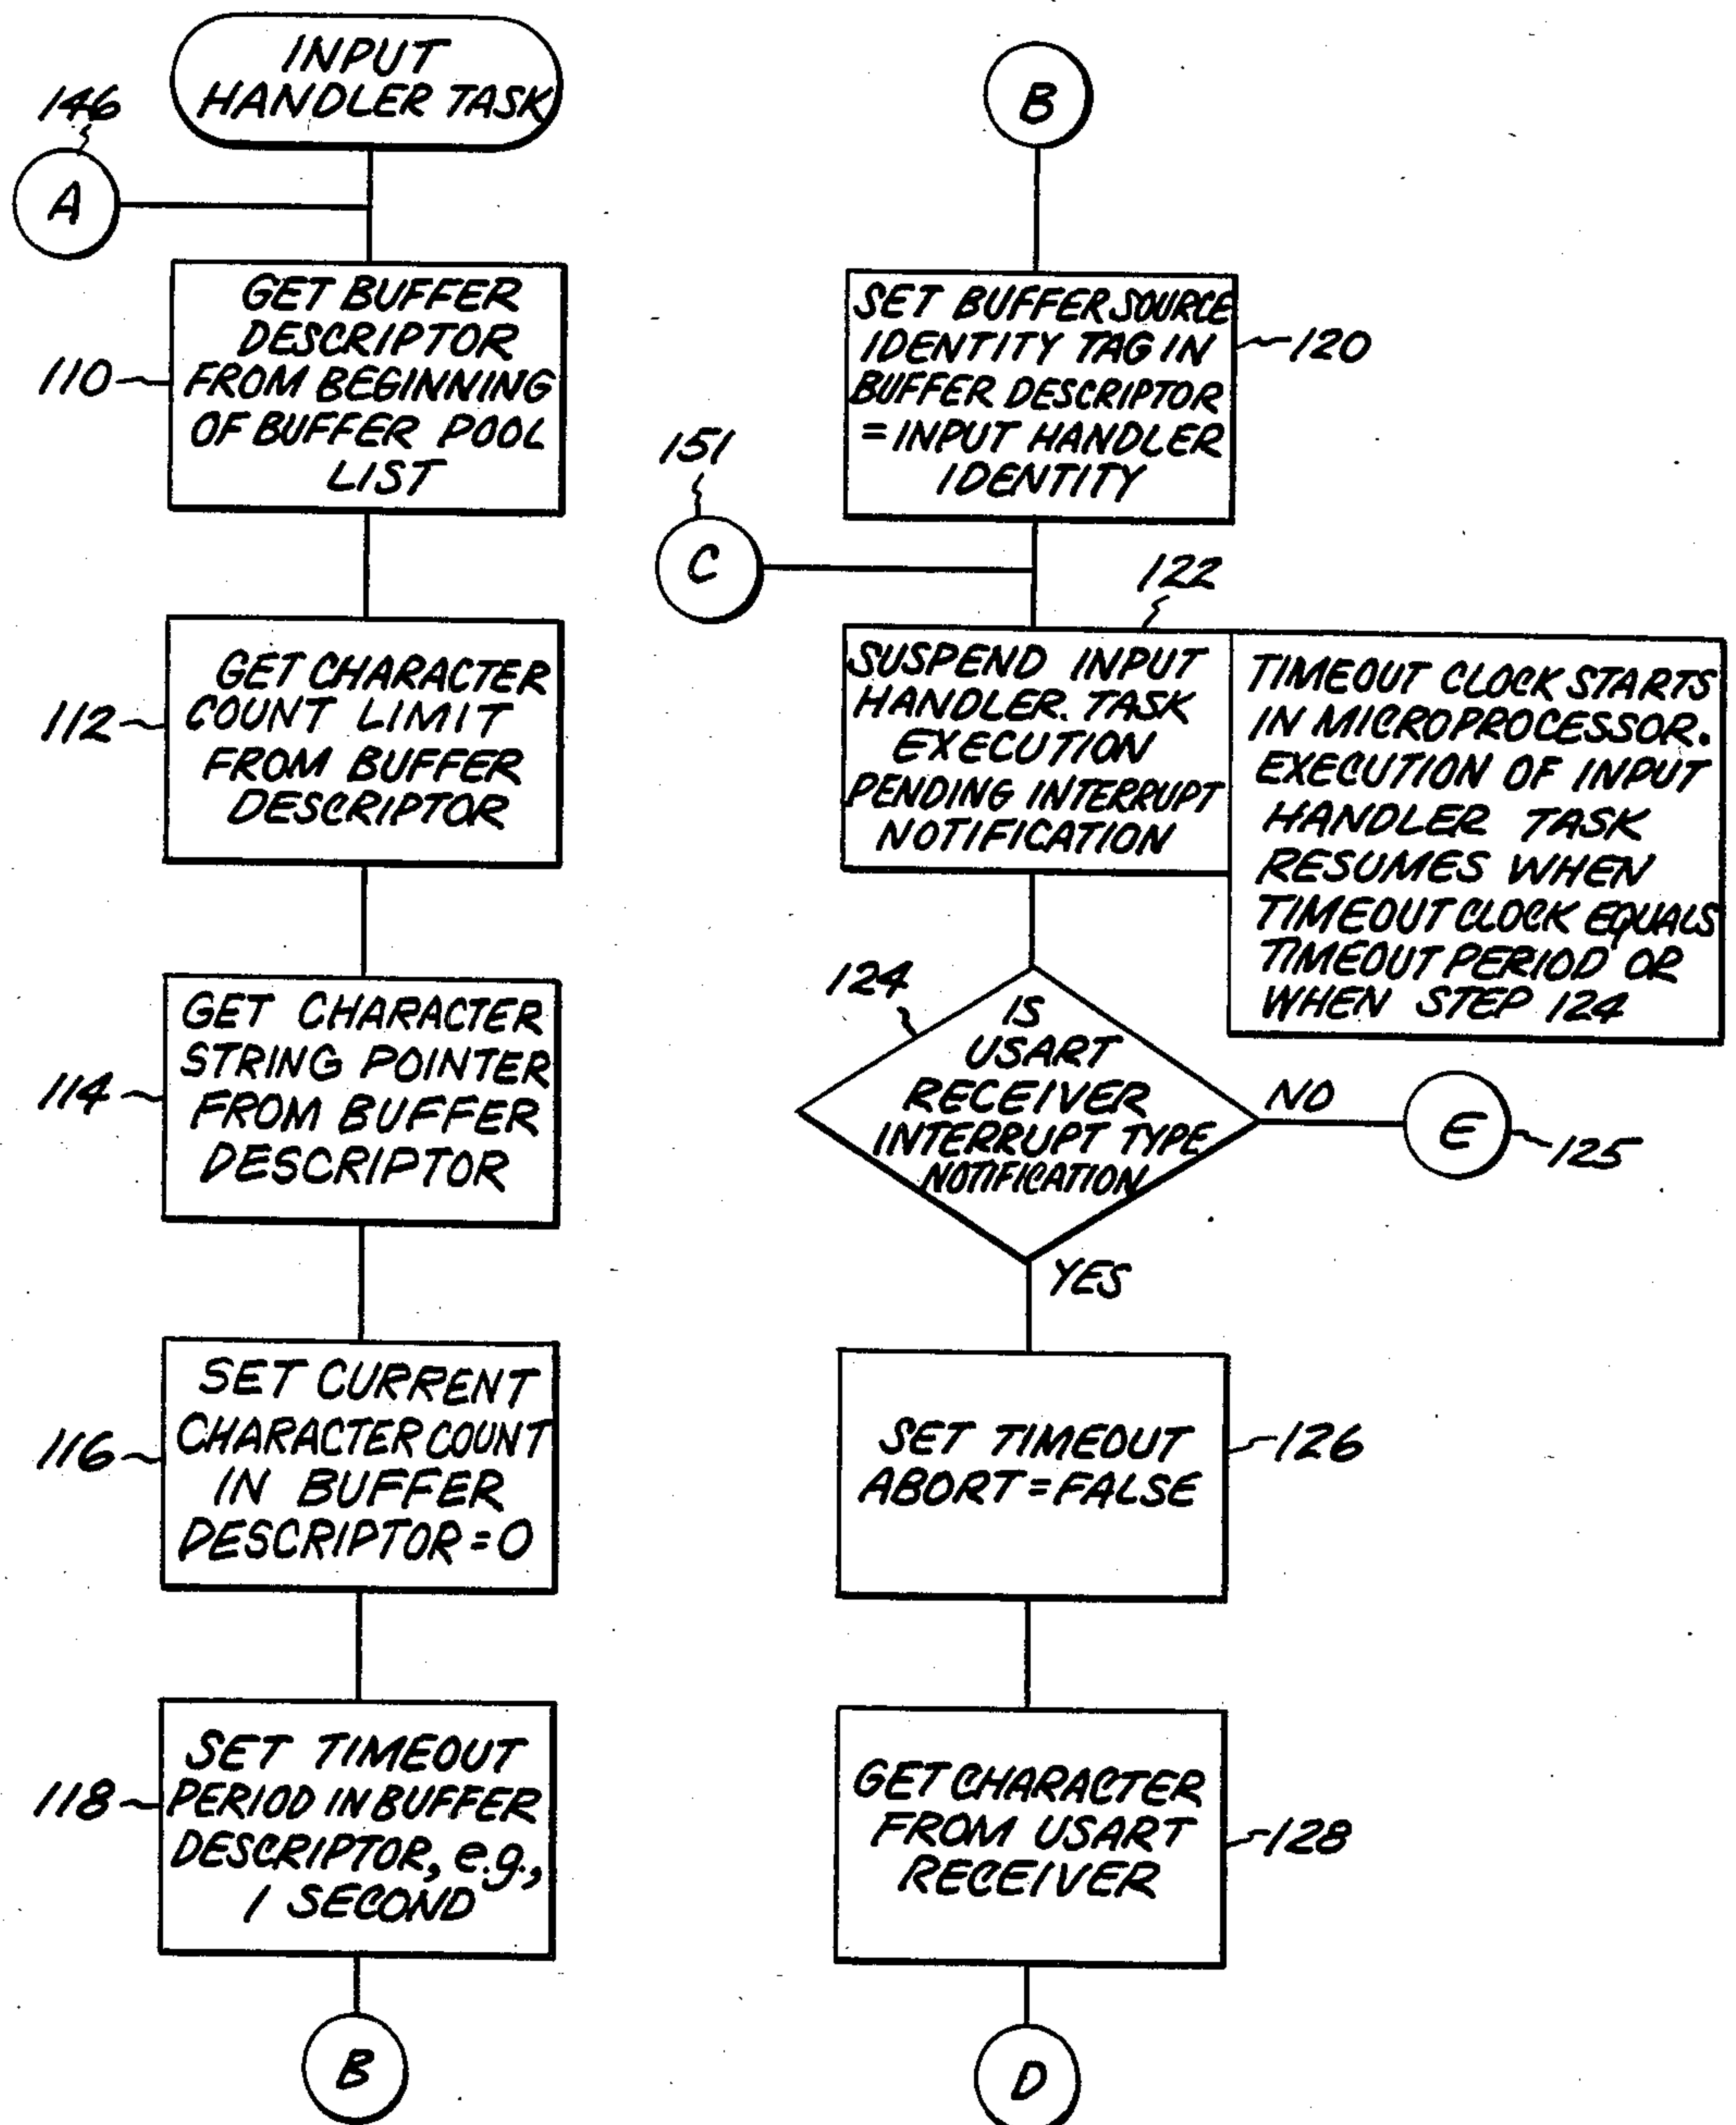 INPUT
HANDLER TASK
146
A
110
GET BUFFER
DESCRIPTOR
FROM BEGINNING
OF BUFFER POOL
LIST
112
GET CHARACTER
COUNT LIMIT
FROM BUFFER
DESCRIPTOR
114
GET CHARACTER
STRING POINTER
FROM BUFFER
DESCRIPTOR
116
SET CURRENT
CHARACTER COUNT
IN BUFFER
DESCRIPTOR=0
118
SET TIMEOUT
PERIOD IN BUFFER
DESCRIPTOR, e.g.,
1 SECOND
B
B
SET BUFFER SOURCE
IDENTITY TAG IN
BUFFER DESCRIPTOR
=INPUT HANDLER
IDENTITY
120
151
C
122
SUSPEND INPUT
HANDLER. TASK
EXECUTION
PENDING INTERRUPT
NOTIFICATION
TIMEOUT CLOCK STARTS
IN MICROPROCESSOR.
EXECUTION OF INPUT
HANDLER TASK
RESUMES WHEN
TIMEOUT CLOCK EQUALS
TIMEOUT PERIOD OR
WHEN STEP 124
124
IS
USART
RECEIVER
INTERRUPT TYPE
NOTIFICATION
NO
E
125
YES
SET TIMEOUT
ABORT=FALSE
126
GET CHARACTER
FROM USART
RECEIVER
128
D